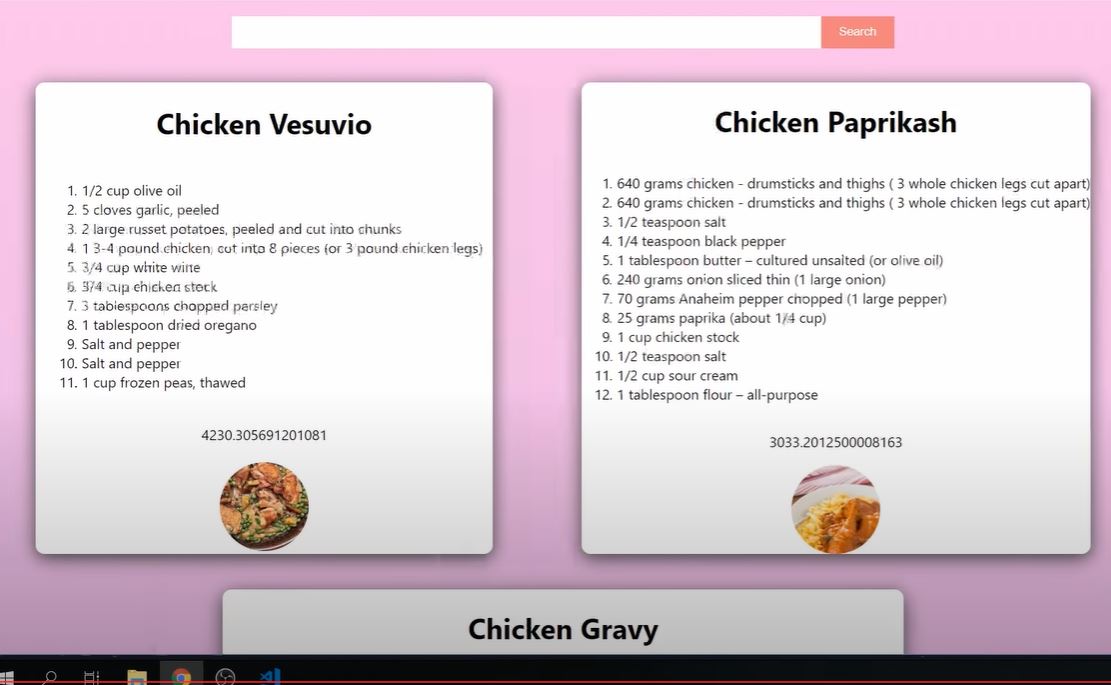 Search
Chicken Vesuvio
1. 1/2 cup olive oil
2. 5 cloves garlic, peeled
3. 2 large russet potatoes, peeled and cut into chunks
4. 1 3-4 pound chicken, cut into 8 pieces (or 3 pound chicken legs)
5. 3/4 cup white wine
6. 3/4 cup chicken stock
7. 3 tablespoons chopped parsley
8. 1 tablespoon dried oregano
9. Salt and pepper
10. Salt and pepper
11. 1 cup frozen peas, thawed
4230.305691201081
Chicken Paprikash
1. 640 grams chicken - drumsticks and thighs ( 3 whole chicken legs cut apart)
2. 640 grams chicken - drumsticks and thighs ( 3 whole chicken legs cut apart)
3. 1/2 teaspoon salt
4. 1/4 teaspoon black pepper
5. 1 tablespoon butter – cultured unsalted (or olive oil)
6. 240 grams onion sliced thin (1 large onion)
7. 70 grams Anaheim pepper chopped (1 large pepper)
8. 25 grams paprika (about 1/4 cup)
9. 1 cup chicken stock
10. 1/2 teaspoon salt
11. 1/2 cup sour cream
12. 1 tablespoon flour – all-purpose
3033.2012500008163
Chicken Gravy